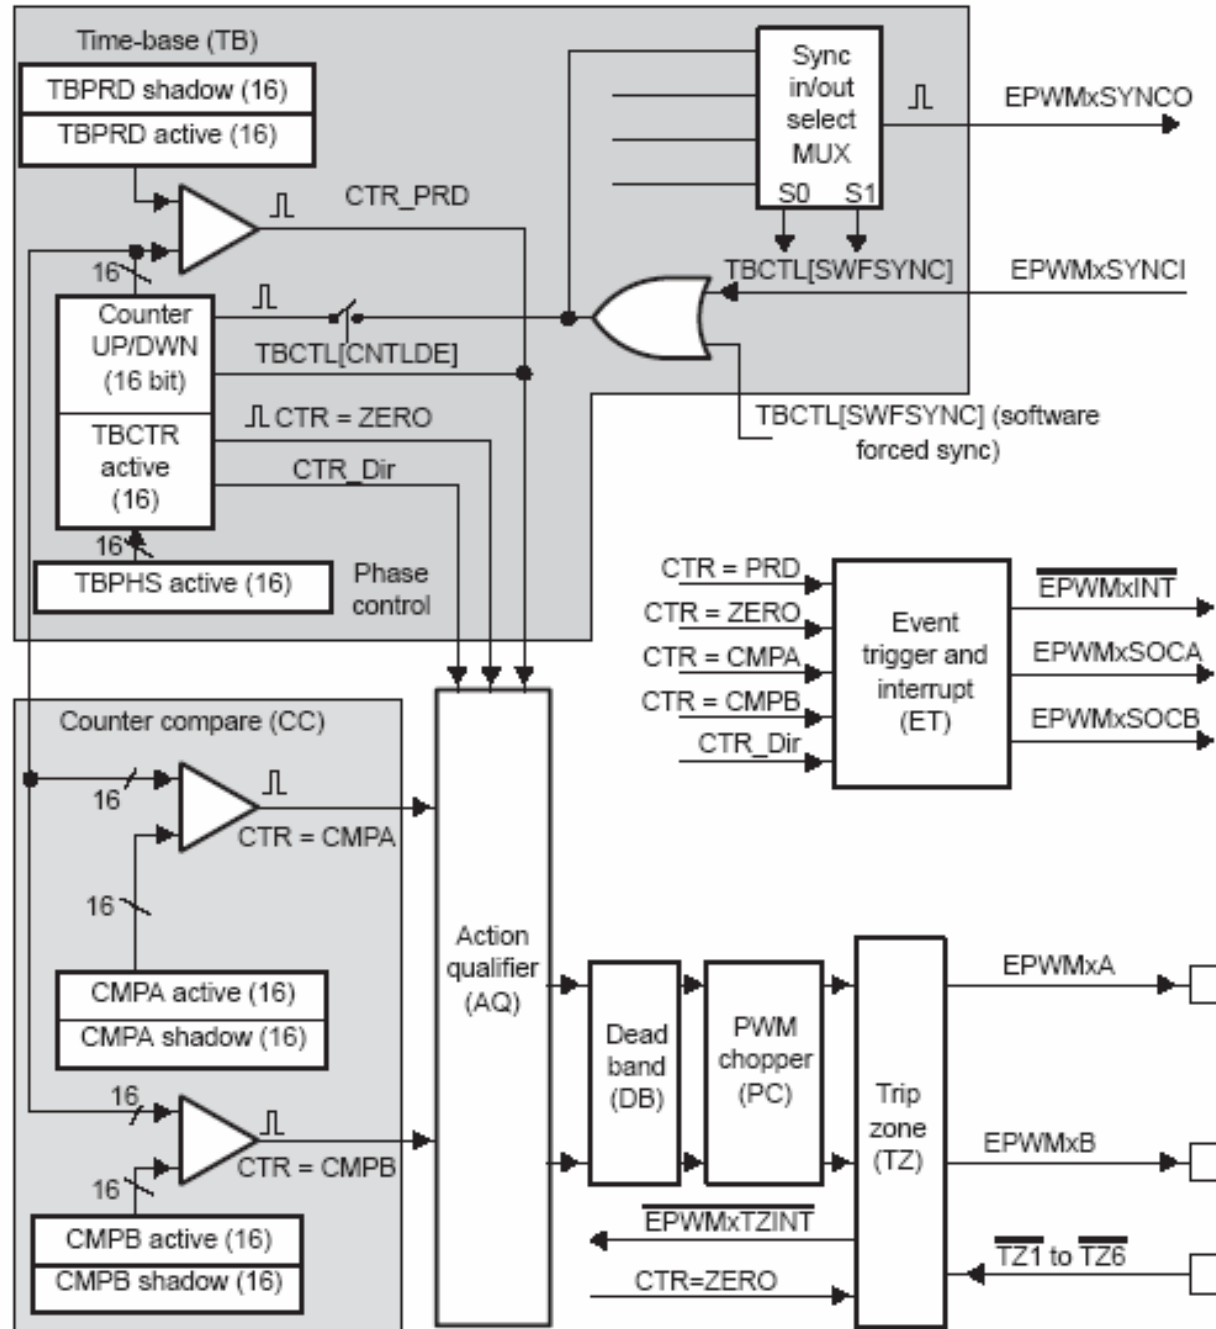 Time-base (TB)
TBPRD shadow (16)
TBPRD active (16)
CTR_PRD
16
Counter
UP/DWN
(16 bit)
TBCTR
active
(16)
TBCTL[CNTLDE]
CTR = ZERO
CTR_Dir
16
TBPHS active (16)
Phase
control
Sync
in/out
select
MUX
S0 S1
EPWMxSYNCO
TBCTL[SWFSYNC]
EPWMxSYNCI
TBCTL[SWFSYNC] (software
forced sync)
CTR = PRD
CTR = ZERO
CTR = CMPA
CTR = CMPB
CTR_Dir
Event
trigger and
interrupt
(ET)
EPWMxINT
EPWMxSOCA
EPWMxSOCB
Counter compare (CC)
16
CTR = CMPA
16
CMPA active (16)
CMPA shadow (16)
16
CTR = CMPB
16
CMPB active (16)
CMPB shadow (16)
Action
qualifier
(AQ)
Dead
band
(DB)
PWM
chopper
(PC)
Trip
zone
(TZ)
EPWMxA
EPWMxB
EPWMxTZINT
TZ1 to TZ6
CTR=ZERO